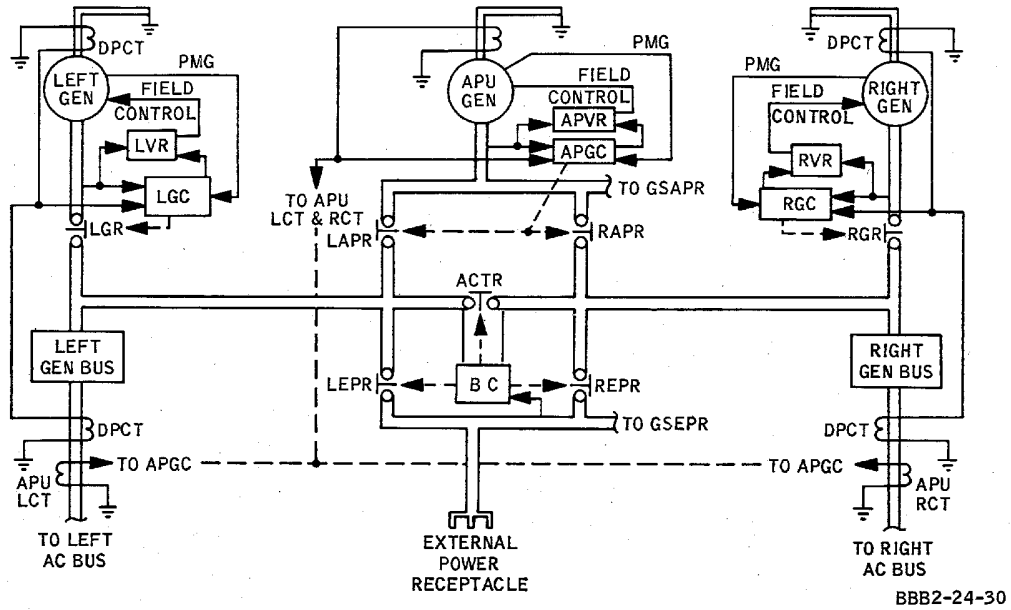 DPCT
PMG
LEFT
GEN
FIELD
CONTROL
LVR
LGC
LGR
APU
GEN
FIELD
CONTROL
APVR
APGC
TO APU
LCT & RCT
TO GSAPR
LAPR
RAPR
DPCT
PMG
RIGHT
GEN
FIELD
CONTROL
RVR
RGC
RGR
PMG
ACTR
LEFT
GEN BUS
LEPR
BC
REPR
RIGHT
GEN BUS
DPCT
TO GSEPR
DPCT
TO APGC
TO APGC
APU
LCT
APU
RCT
TO LEFT
AC BUS
EXTERNAL
POWER
RECEPTACLE
TO RIGHT
AC BUS
BBB2-24-30